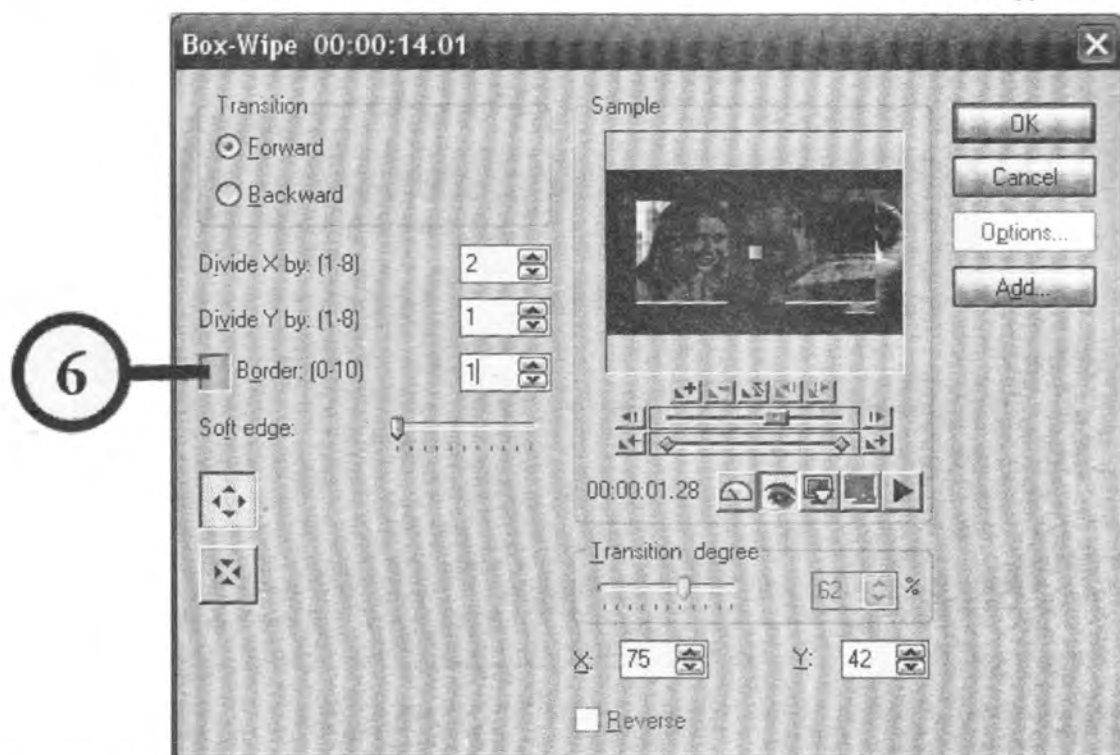 Box-Wipe 00:00:14.01
Transition
Forward
Backward
Divide X by: (1-8) 2
Divide Y by: (1-8) 1
6
Border: (0-10) 1
Soft edge:
Sample
00:00:01.28
Transition degree
62 %
X: 75 Y: 42
Reverse
OK
Cancel
Options...
Add...